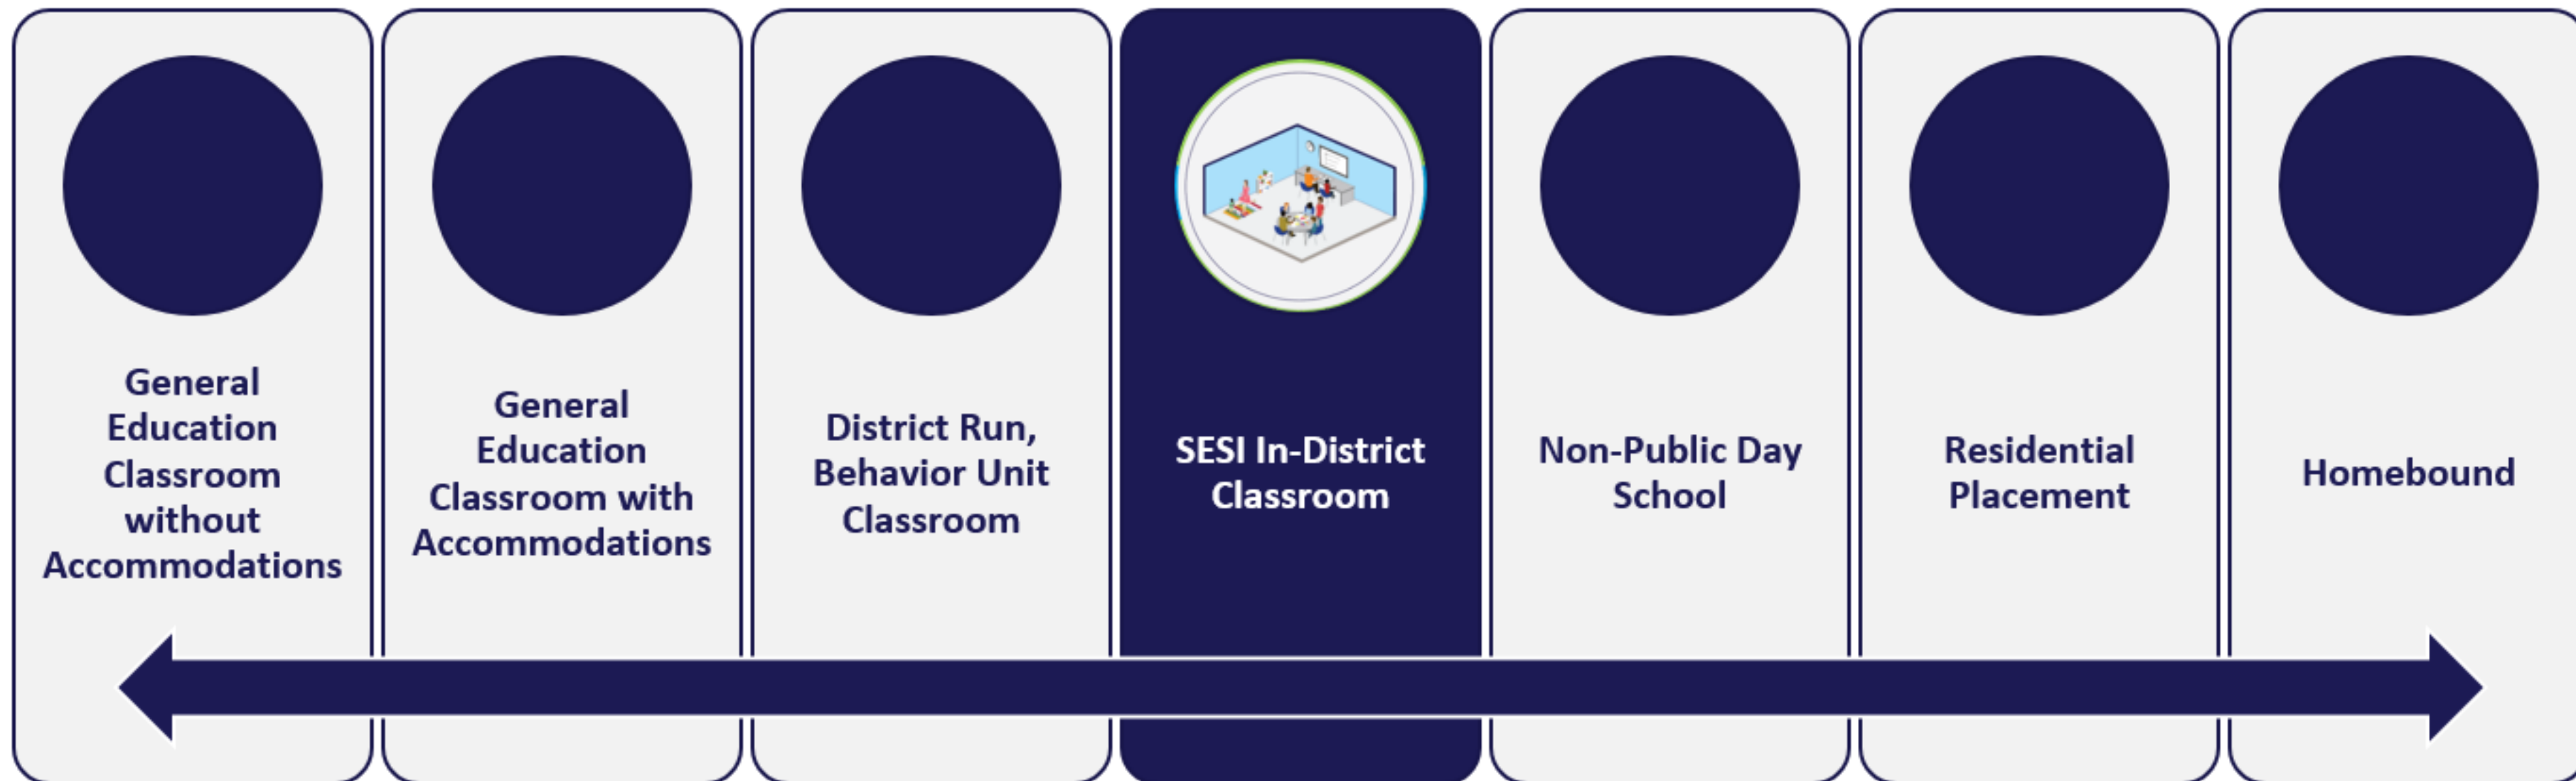 General
Education
Classroom
without
Accommodations
General
Education
Classroom with
Accommodations
District Run,
Behavior Unit
Classroom
SESI In-District
Classroom
Non-Public Day
School
Residential
Placement
Homebound